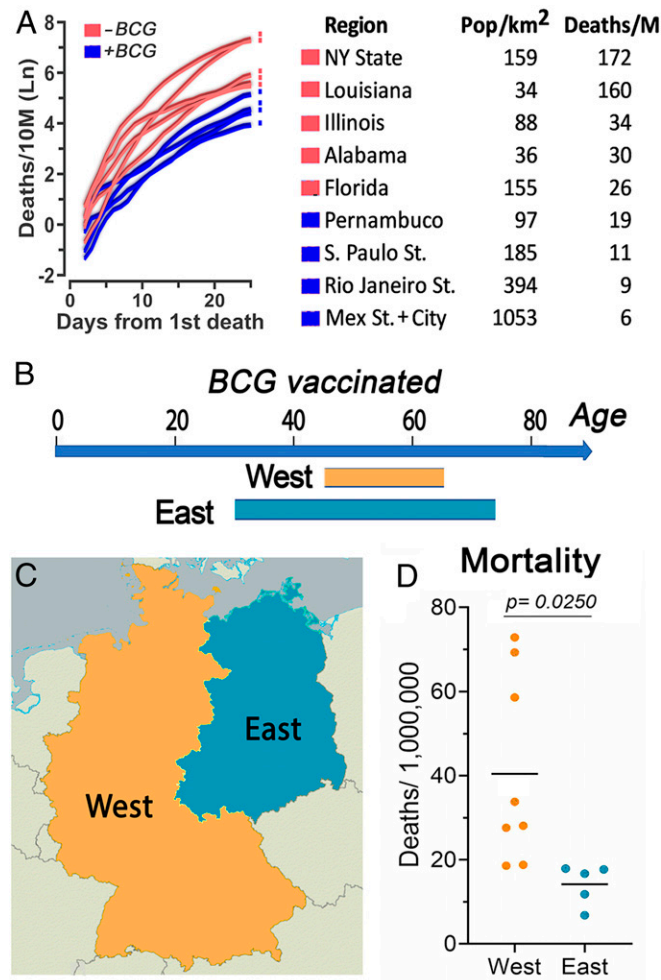 A
−BCG
+BCG
Deaths/10M (Ln)
8
6
4
2
0
-2
0 10 20
Days from 1st death
Region Pop/km² Deaths/M
NY State 159 172
Louisiana 34 160
Illinois 88 34
Alabama 36 30
Florida 155 26
Pernambuco 97 19
S. Paulo St. 185 11
Rio Janeiro St. 394 9
Mex St. + City 1053 6
B
BCG vaccinated
0 20 40 60 80 Age
West
East
C
West
East
D
Mortality
p= 0.0250
Deaths/ 1,000,000
80
60
40
20
0
West East